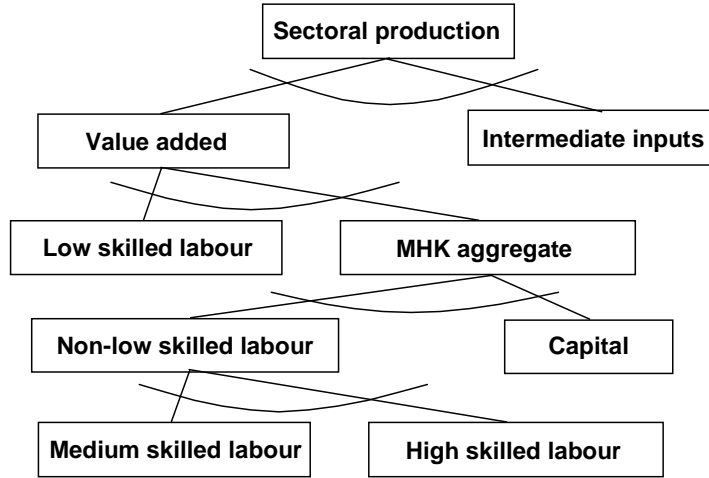 Sectoral production
Value added
Intermediate inputs
Low skilled labour
MHK aggregate
Non-low skilled labour
Capital
Medium skilled labour
High skilled labour